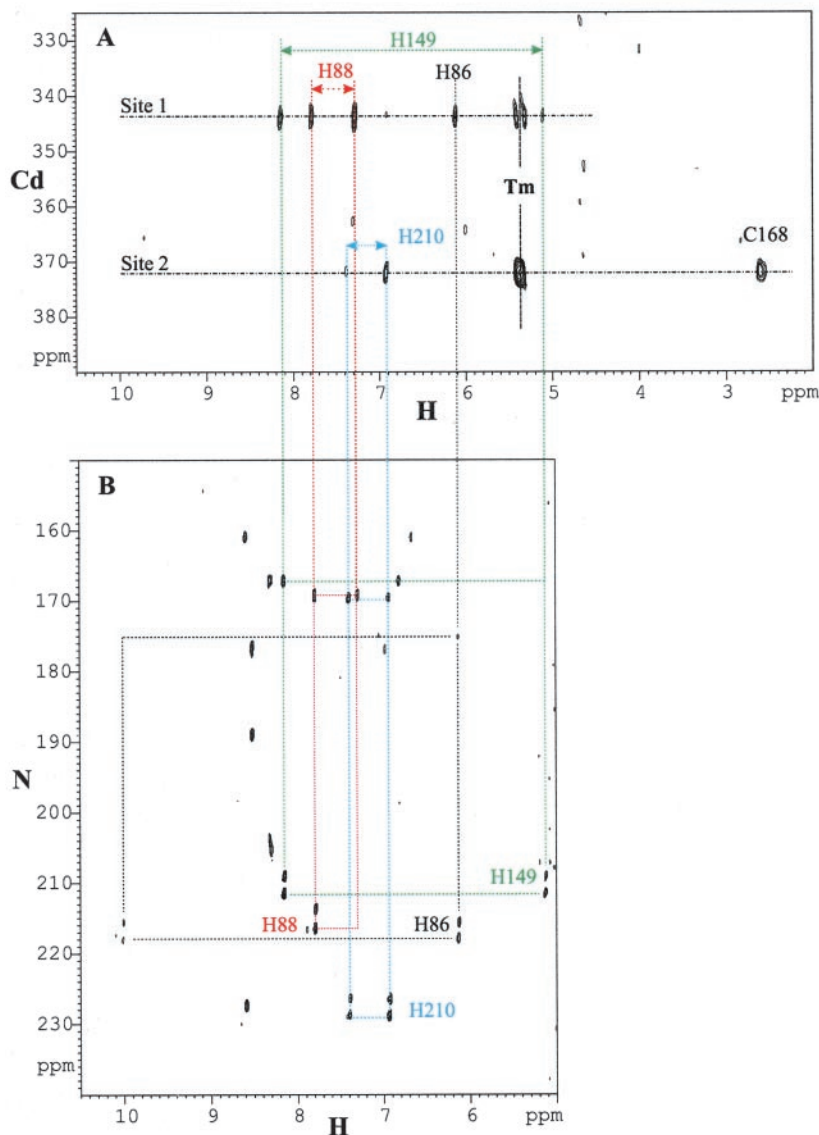 A
330
340
350
360
370
380
ppm
Cd
H149
H88
H86
Site 1
Tm
H210
C168
Site 2
10 9 8 7 6 5 4 3 ppm
H
B
160
170
180
190
200
210
220
230
ppm
N
H149
H88
H86
H210
10 9 8 7 6 ppm
H